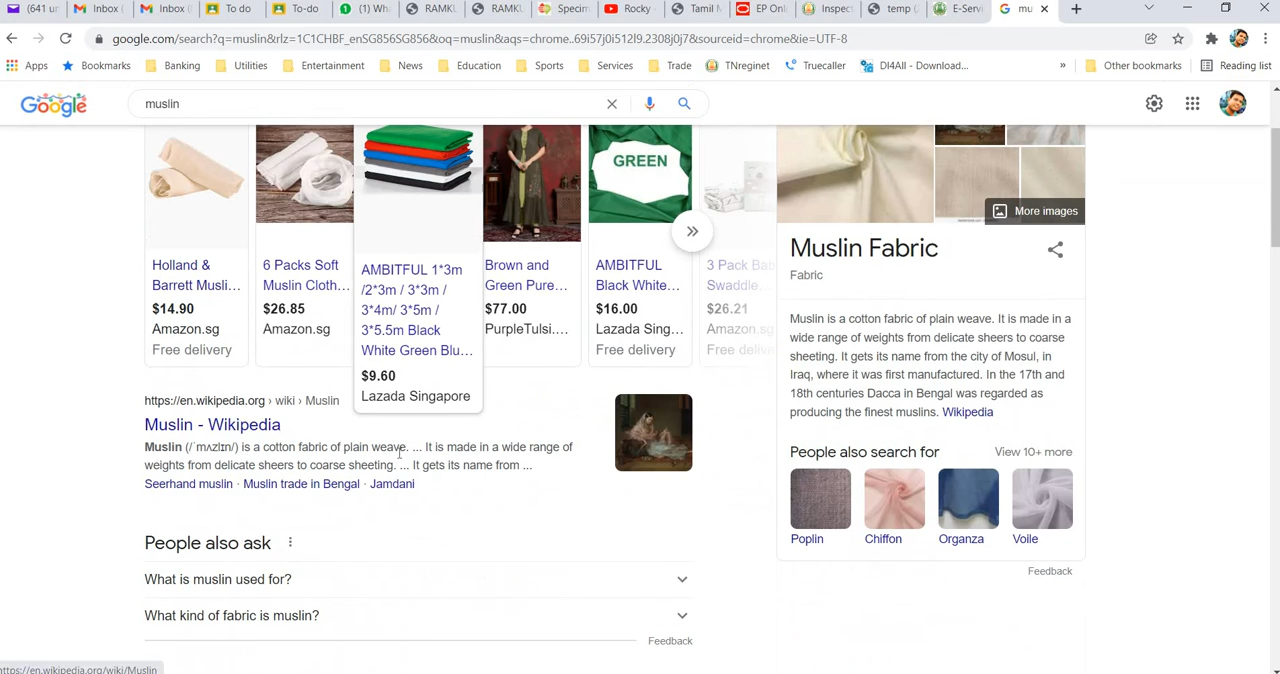 (641 u
Inbox (
Inbox (
To do
To-do
(1) Wha
RAMKU
RAMKU
Specim
Rocky
Tamil N
EP Onli
Inspect
temp (
E-Servi
mu
google.com/search?q=muslin&rlz=1C1CHBF_enSG856SG856&oq=muslin&aqs=chrome..69i57j0i512l9.2308j0j7&sourceid=chrome&ie=UTF-8
Apps Bookmarks Banking Utilities Entertainment News Education Sports Services Trade TNreginet Truecaller DI4All - Download... » Other bookmarks Reading list
Google
muslin
GREEN
Holland &
Barrett Musli...
$14.90
Amazon.sg
Free delivery
6 Packs Soft
Muslin Cloth...
$26.85
Amazon.sg
AMBITFUL 1*3m
/2*3m / 3*3m /
3*4m/ 3*5m /
3*5.5m Black
White Green Blu...
$9.60
Lazada Singapore
Brown and
Green Pure...
$77.00
PurpleTulsi....
AMBITFUL
Black White...
$16.00
Lazada Sing...
Free delivery
3 Pack Bab
Swaddle
$26.21
Amazon.sg
Free deliv
https://en.wikipedia.org › wiki › Muslin
Muslin - Wikipedia
Muslin (/ˈmʌzlɪn/) is a cotton fabric of plain weave. ... It is made in a wide range of
weights from delicate sheers to coarse sheeting. ... It gets its name from ...
Seerhand muslin · Muslin trade in Bengal · Jamdani
People also ask
What is muslin used for?
What kind of fabric is muslin?
Feedback
More images
Muslin Fabric
Fabric
Muslin is a cotton fabric of plain weave. It is made in a
wide range of weights from delicate sheers to coarse
sheeting. It gets its name from the city of Mosul, in
Iraq, where it was first manufactured. In the 17th and
18th centuries Dacca in Bengal was regarded as
producing the finest muslins. Wikipedia
People also search for
View 10+ more
Poplin
Chiffon
Organza
Voile
Feedback
https://en.wikipedia.org/wiki/Muslin